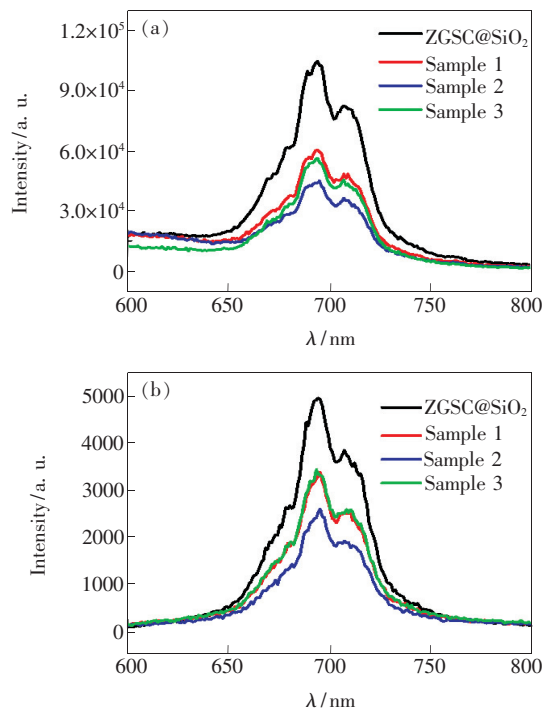 (a)
ZGSC@SiO₂
Sample 1
Sample 2
Sample 3
1.2×10⁵
9.0×10⁴
6.0×10⁴
3.0×10⁴
0
Intensity/a. u.
600 650 700 750 800
λ/nm
(b)
ZGSC@SiO₂
Sample 1
Sample 2
Sample 3
5000
4000
3000
2000
1000
0
Intensity/a. u.
600 650 700 750 800
λ/nm